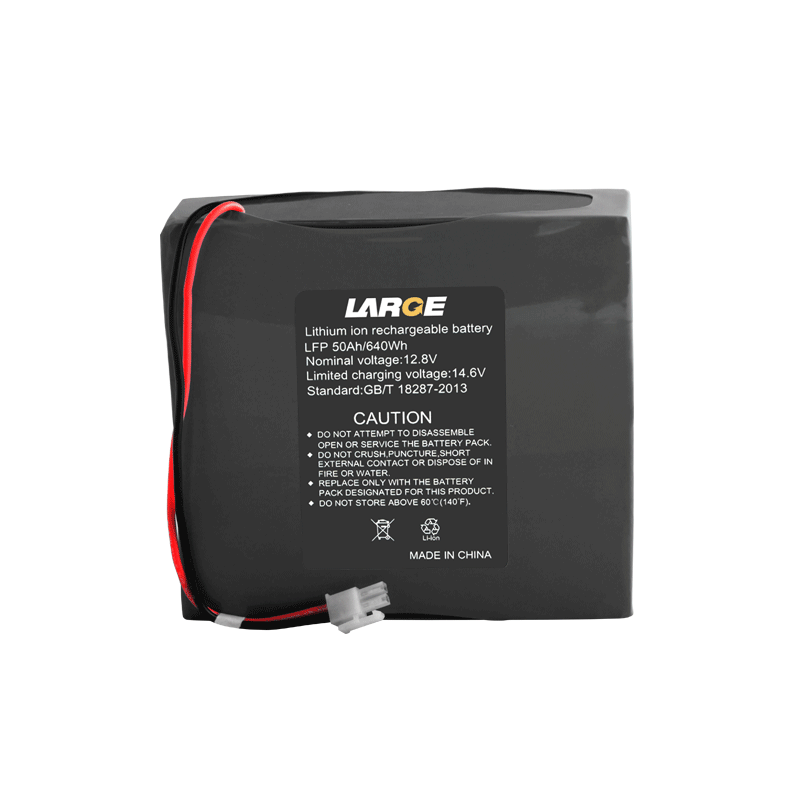 LARGE
Lithium ion rechargeable battery
LFP 50Ah/640Wh
Nominal voltage:12.8V
Limited charging voltage:14.6V
Standard:GB/T 18287-2013
CAUTION
◆ DO NOT ATTEMPT TO DISASSEMBLE
OPEN OR SERVICE THE BATTERY PACK.
◆ DO NOT CRUSH,PUNCTURE,SHORT
EXTERNAL CONTACT OR DISPOSE OF IN
FIRE OR WATER.
◆ REPLACE ONLY WITH THE BATTERY
PACK DESIGNATED FOR THIS PRODUCT.
◆ DO NOT STORE ABOVE 60℃(140℉).
Li-ion
MADE IN CHINA